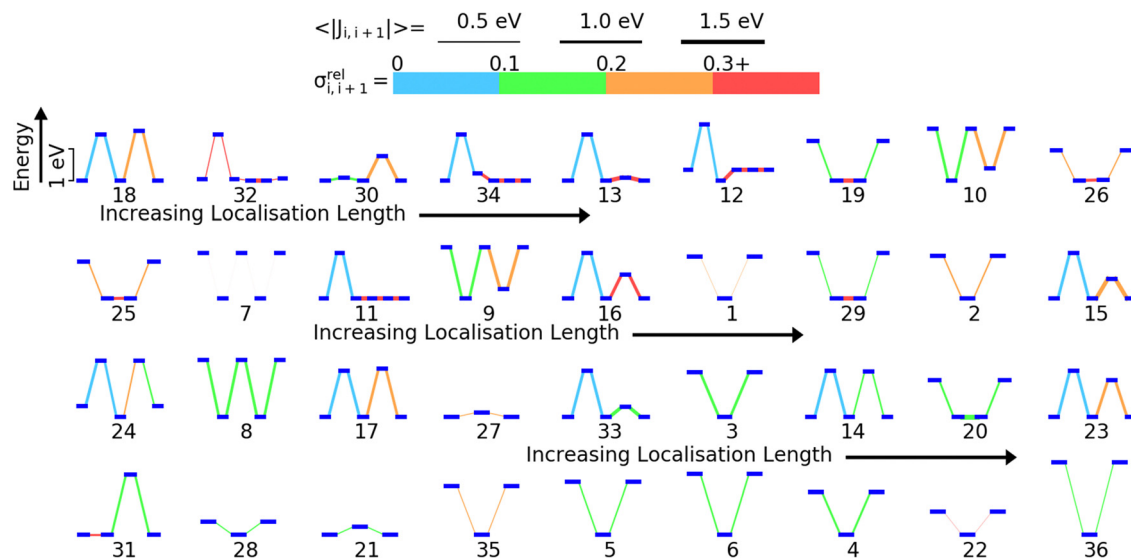 <|J i, i+1|>= 0.5 eV 1.0 eV 1.5 eV
0 0.1 0.2 0.3+
σ rel i, i+1 =
Energy
1 eV
18 32 30 34 13 12 19 10 26
Increasing Localisation Length
25 7 11 9 16 1 29 2 15
Increasing Localisation Length
24 8 17 27 33 3 14 20 23
Increasing Localisation Length
31 28 21 35 5 6 4 22 36